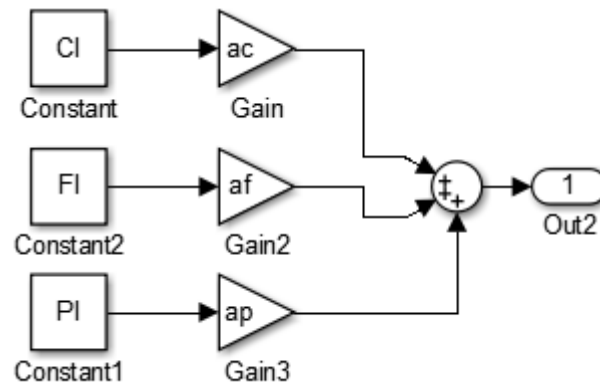 CI
ac
Constant
Gain
FI
af
1
Constant2
Gain2
Out2
PI
ap
Constant1
Gain3